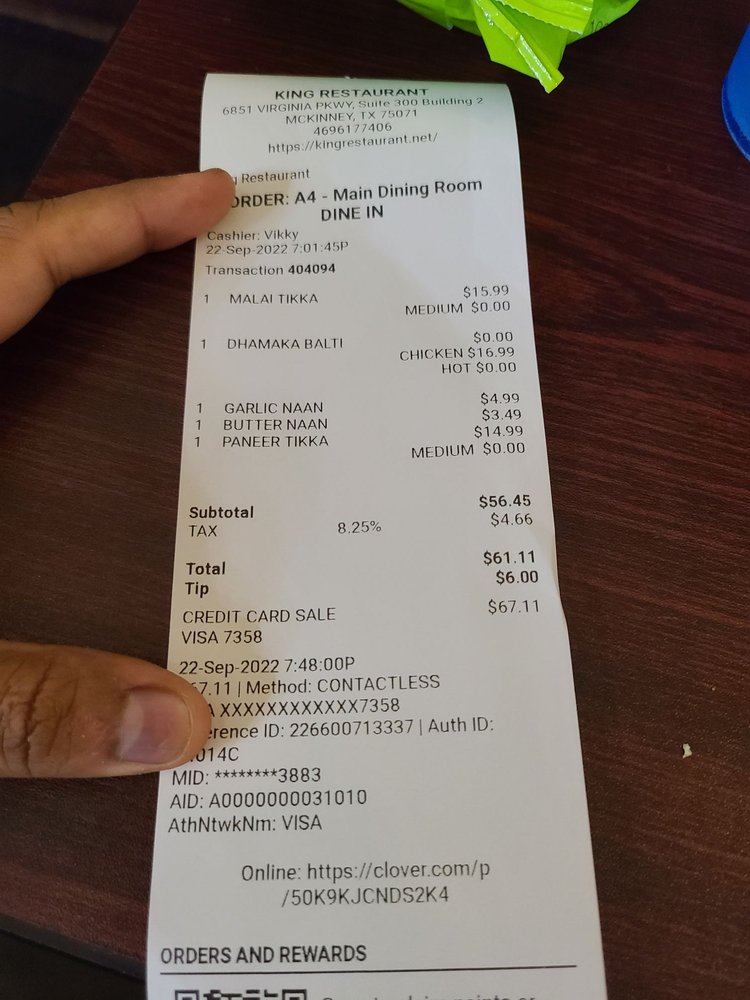 KING RESTAURANT
6851 VIRGINIA PKWY, Suite 300 Building 2
MCKINNEY, TX 75071
4696177406
https://kingrestaurant.net/
Restaurant
ORDER: A4 - Main Dining Room
DINE IN
Cashier: Vikky
22-Sep-2022 7:01:45P
Transaction 404094
1 MALAI TIKKA $15.99
MEDIUM $0.00
1 DHAMAKA BALTI $0.00
CHICKEN $16.99
HOT $0.00
1 GARLIC NAAN $4.99
1 BUTTER NAAN $3.49
1 PANEER TIKKA $14.99
MEDIUM $0.00
Subtotal $56.45
TAX 8.25% $4.66
Total $61.11
Tip $6.00
CREDIT CARD SALE $67.11
VISA 7358
22-Sep-2022 7:48:00P
67.11 | Method: CONTACTLESS
XXXXXXXXXXXX7358
ID: 226600713337 | Auth ID:
014C
MID: ********3883
AID: A0000000031010
AthNtwkNm: VISA
Online: https://clover.com/p
/50K9KJCNDS2K4
ORDERS AND REWARDS